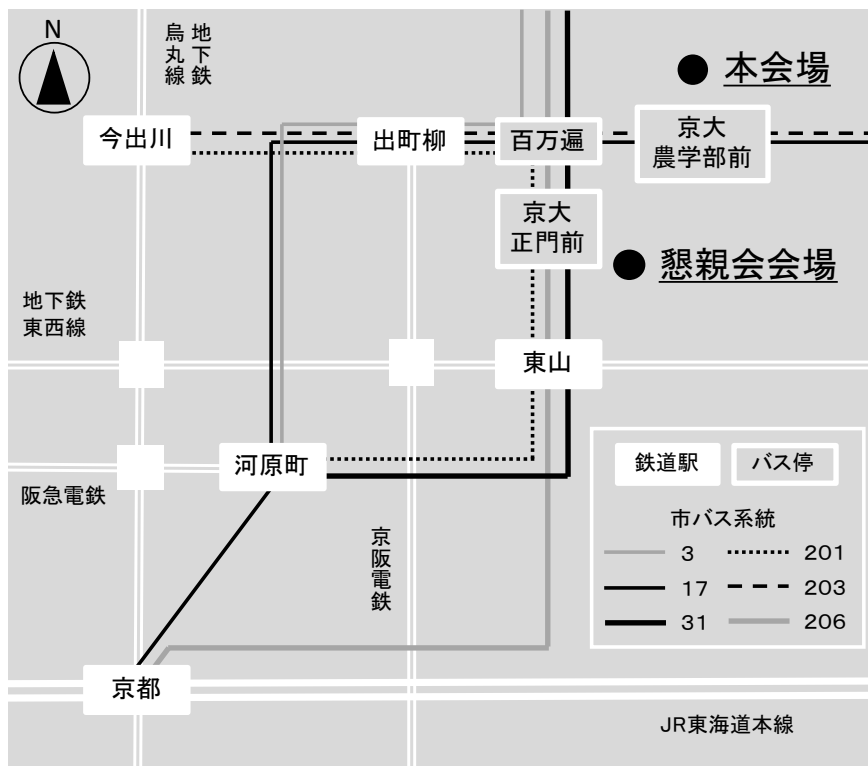 N
地下鉄
烏丸線
本会場
今出川
出町柳
百万遍
京大
農学部前
京大
正門前
懇親会会場
地下鉄
東西線
東山
河原町
阪急電鉄
京阪電鉄
鉄道駅
バス停
市バス系統
3
201
17
203
31
206
京都
JR東海道本線